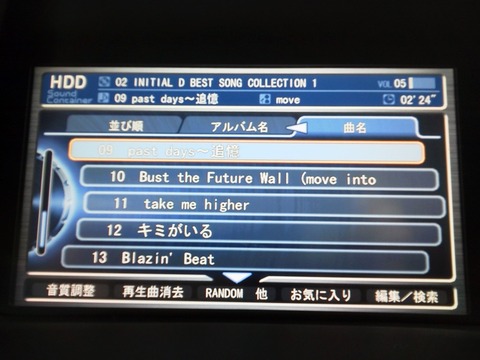 HDD 02 INITIAL D BEST SONG COLLECTION 1 VOL 05
Sound Container 09 past days～追憶 move 02'24"
並び順 アルバム名 曲名
09 past days～追憶
10 Bust the Future Wall (move into
11 take me higher
12 キミがいる
13 Blazin' Beat
音質調整 再生曲消去 RANDOM 他 お気に入り 編集／検索